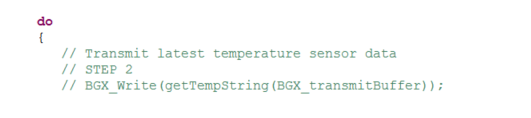 do
{
// Transmit latest temperature sensor data
// STEP 2
// BGX_Write(getTempString(BGX_transmitBuffer));